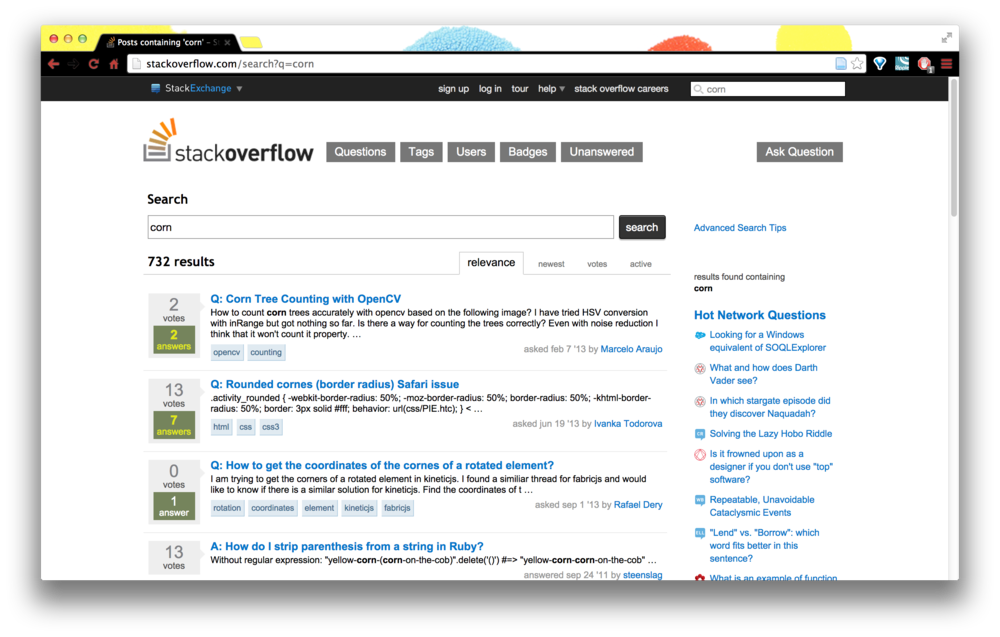 Posts containing 'corn' - St
stackoverflow.com/search?q=corn
StackExchange
sign up log in tour help stack overflow careers
corn
stackoverflow
Questions Tags Users Badges Unanswered
Ask Question
Search
corn
search
Advanced Search Tips
732 results
relevance newest votes active
results found containing
corn
2
votes
2
answers
Q: Corn Tree Counting with OpenCV
How to count corn trees accurately with opencv based on the following image? I have tried HSV conversion
with inRange but got nothing so far. Is there a way for counting the trees correctly? Even with noise reduction I
think that it won't count it property. …
opencv counting
asked feb 7 '13 by Marcelo Araujo
13
votes
7
answers
Q: Rounded cornes (border radius) Safari issue
.activity_rounded { -webkit-border-radius: 50%; -moz-border-radius: 50%; border-radius: 50%; -khtml-border-
radius: 50%; border: 3px solid #fff; behavior: url(css/PIE.htc); } < …
html css css3
asked jun 19 '13 by Ivanka Todorova
0
votes
1
answer
Q: How to get the coordinates of the cornes of a rotated element?
I am trying to get the corners of a rotated element in kineticjs. I found a similiar thread for fabricjs and would
like to know if there is a similar solution for kineticjs. Find the coordinates of t …
rotation coordinates element kineticjs fabricjs
asked sep 1 '13 by Rafael Dery
13
votes
A: How do I strip parenthesis from a string in Ruby?
Without regular expression: "yellow-corn-(corn-on-the-cob)".delete('()') #=> "yellow-corn-corn-on-the-cob" …
answered sep 24 '11 by steenslag
Hot Network Questions
Looking for a Windows
equivalent of SOQLExplorer
What and how does Darth
Vader see?
In which stargate episode did
they discover Naquadah?
Solving the Lazy Hobo Riddle
Is it frowned upon as a
designer if you don't use "top"
software?
Repeatable, Unavoidable
Cataclysmic Events
"Lend" vs. "Borrow": which
word fits better in this
sentence?
What is an example of function